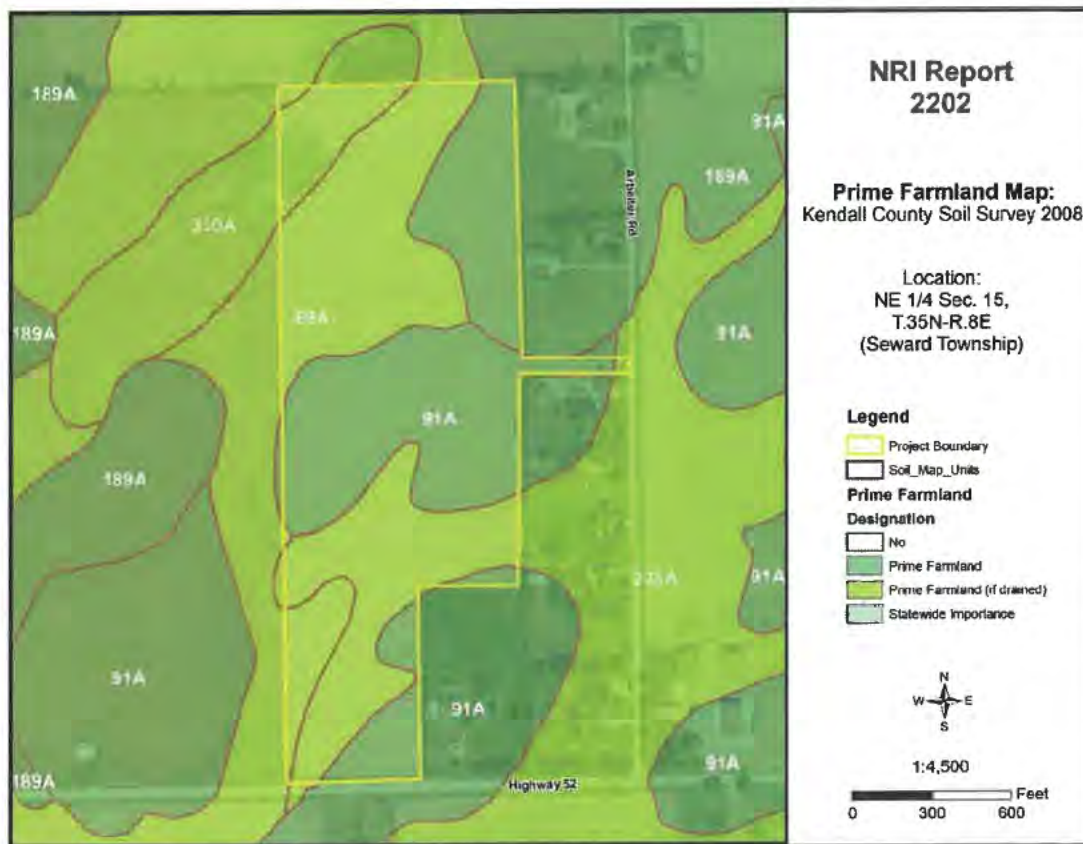 NRI Report
2202
Prime Farmland Map:
Kendall County Soil Survey 2008
Location:
NE 1/4 Sec. 15,
T.35N-R.8E
(Seward Township)
Legend
Project Boundary
Soil_Map_Units
Prime Farmland
Designation
No
Prime Farmland
Prime Farmland (if drained)
Statewide Importance
N
W E
S
1:4,500
Feet
0 300 600
189A
91A
189A
189A
91A
91A
189A
91A
91A
91A
91A
189A
Highway 52